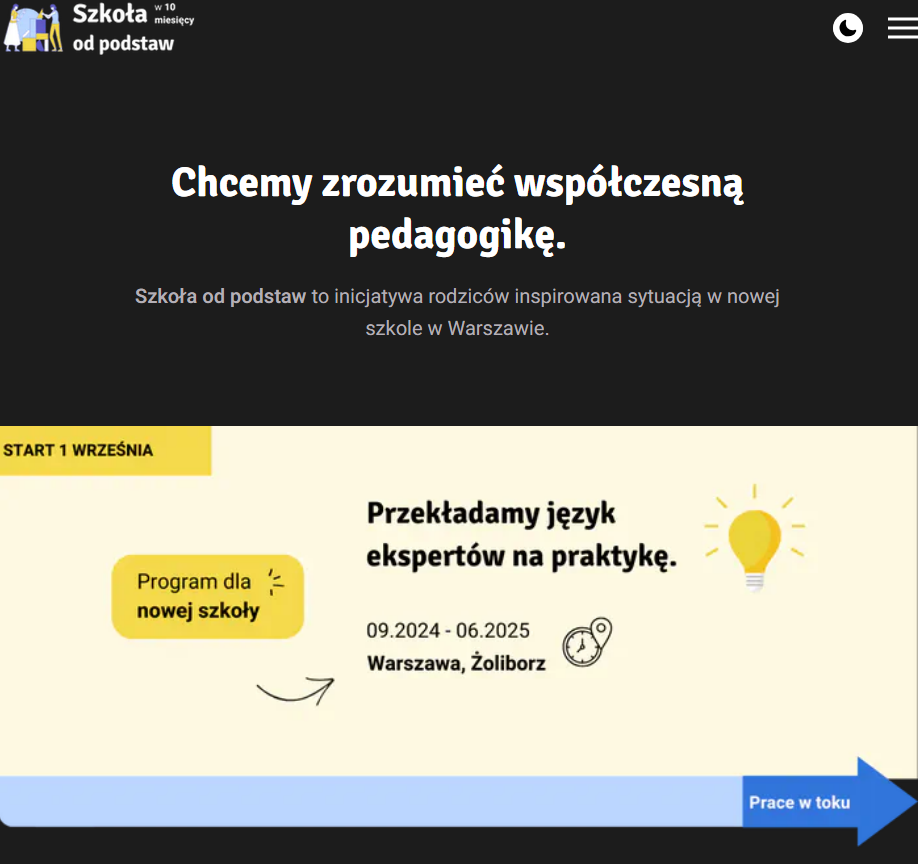 Szkoła w 10 miesięcy
od podstaw
Chcemy zrozumieć współczesną
pedagogikę.
Szkoła od podstaw to inicjatywa rodziców inspirowana sytuacją w nowej
szkole w Warszawie.
START 1 WRZEŚNIA
Przekładamy język
ekspertów na praktykę.
Program dla
nowej szkoły
09.2024 - 06.2025
Warszawa, Żoliborz
Prace w toku